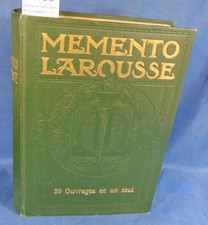 MEMENTO
LAROUSSE
20 Ouvrages en un seul